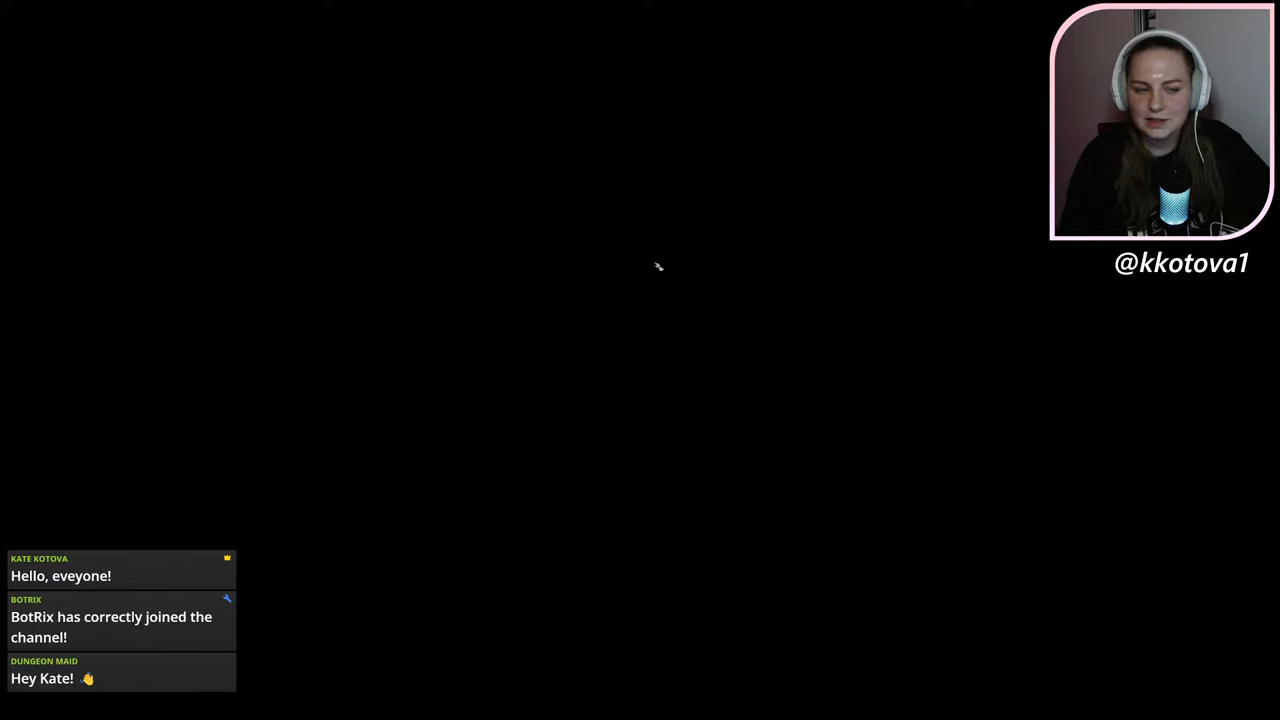 @kkotova1
KATE KOTOVA
Hello, eveyone!
BOTRIX
BotRix has correctly joined the
channel!
DUNGEON MAID
Hey Kate! 👋